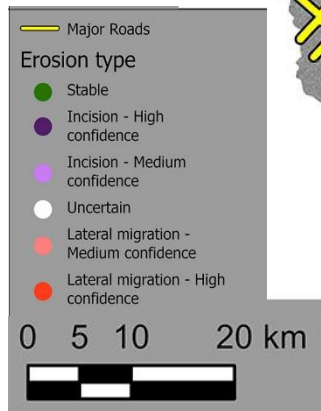 Major Roads
Erosion type
Stable
Incision - High
confidence
Incision - Medium
confidence
Uncertain
Lateral migration -
Medium confidence
Lateral migration - High
confidence
0 5 10 20 km